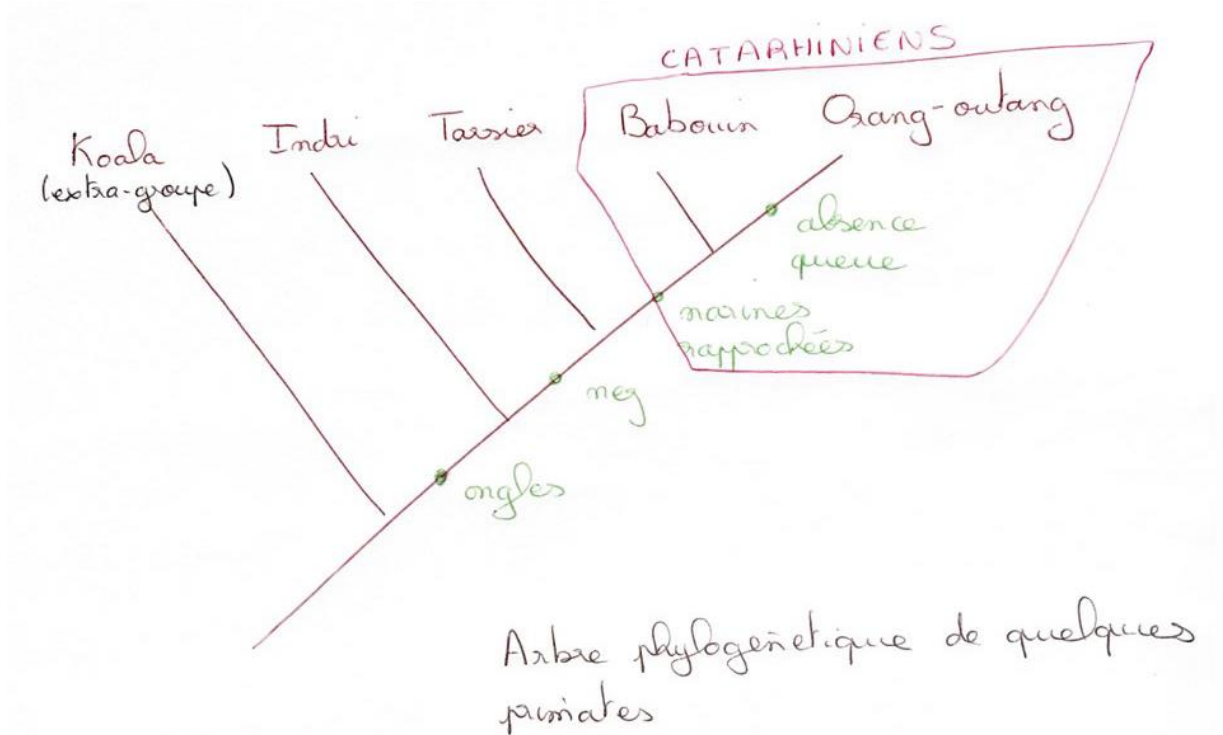 CATARHINIENS
Koala
(extra-groupe)
Indri
Tarsier
Babouin
Orang-outang
absence
queue
narines
rapprochées
nez
ongles
Arbre phylogénétique de quelques
primates